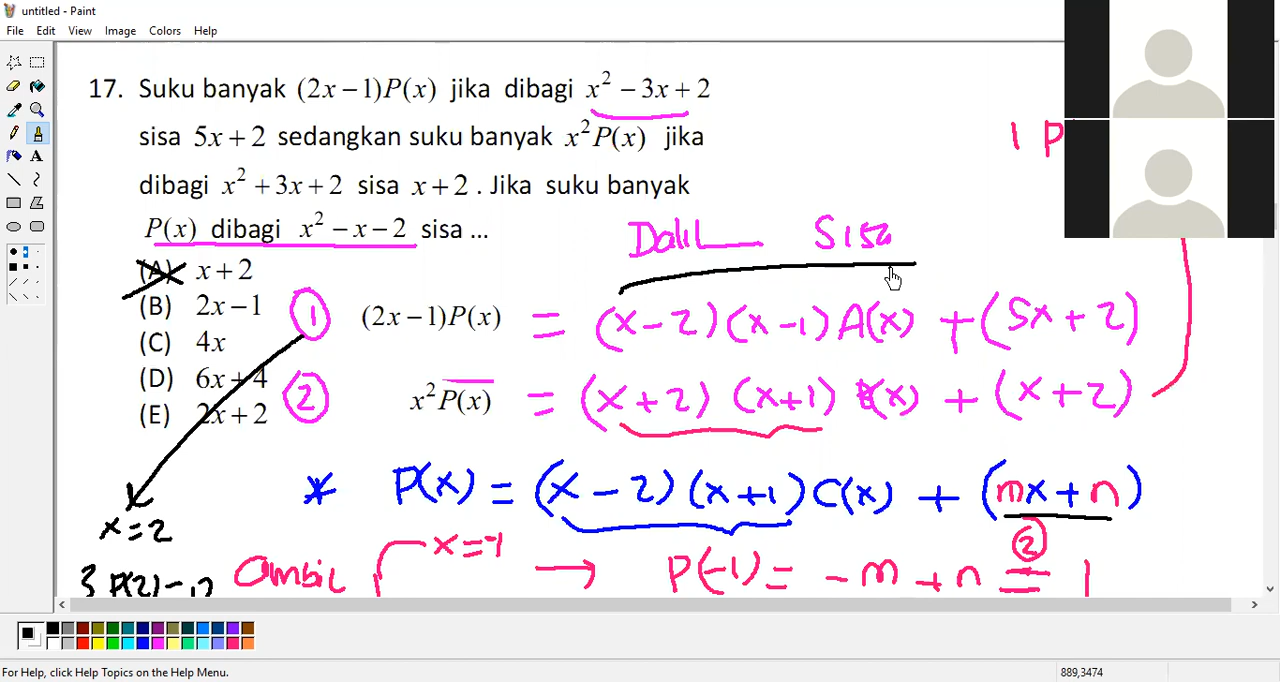 untitled - Paint
File Edit View Image Colors Help
17. Suku banyak (2x − 1)P(x) jika dibagi x² − 3x + 2
sisa 5x + 2 sedangkan suku banyak x²P(x) jika
dibagi x² + 3x + 2 sisa x + 2. Jika suku banyak
P(x) dibagi x² − x − 2 sisa ...
1 P
Dalil Sisa
(A) x + 2
(B) 2x − 1
(C) 4x
(D) 6x + 4
(E) 2x + 2
① (2x − 1)P(x) = (x − 2)(x − 1) A(x) + (5x + 2)
② x²P(x) = (x + 2)(x + 1) (x) + (x + 2)
* P(x) = (x − 2)(x + 1) C(x) + (mx + n)
x = 2
3 P(2) = 12
Ambil x = −1 → P(−1) = −m + n = 1
②
For Help, click Help Topics on the Help Menu.
889,3474